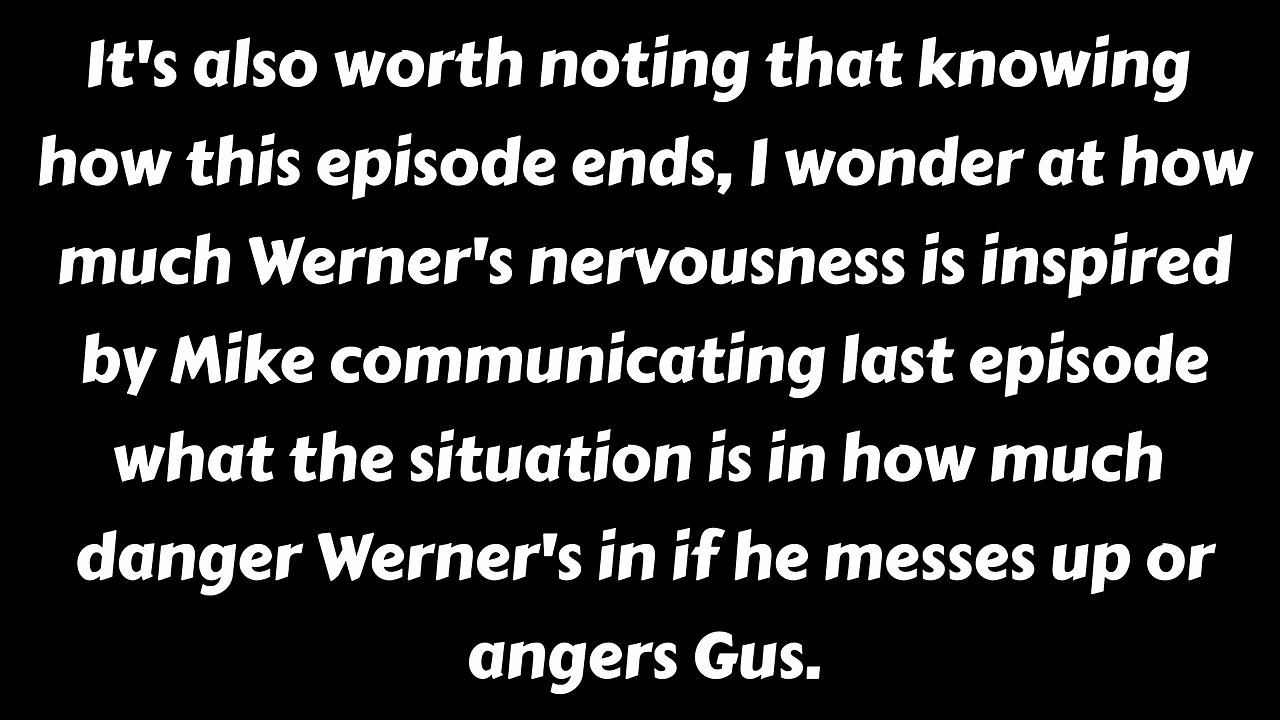 It's also worth noting that knowing
how this episode ends, I wonder at how
much Werner's nervousness is inspired
by Mike communicating last episode
what the situation is in how much
danger Werner's in if he messes up or
angers Gus.